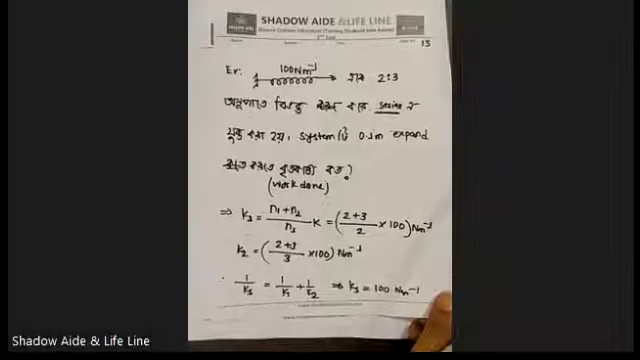 SHADOW AIDE & LIFE LINE
15
Ex: 100Nm⁻¹ 2:3
অনুপাতে বিভক্ত করে series এ
যুক্ত করা হয়। system টি 0.1m expand
করতে কৃতকার্য কত?
(work done)
⇒ k₁ = (n₁+n₂)/n₁ K = (2+3/2 × 100) Nm⁻¹
k₂ = (2+3/3 × 100) Nm⁻¹
1/ks = 1/k₁ + 1/k₂ ⇒ ks = 100 Nm⁻¹
Shadow Aide & Life Line